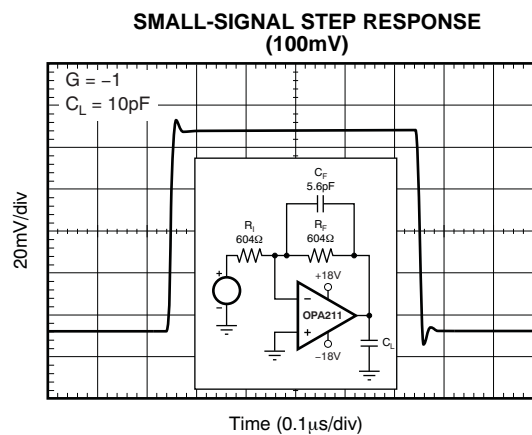 SMALL-SIGNAL STEP RESPONSE
(100mV)
G = −1
C_L = 10pF
20mV/div
C_F
5.6pF
R_I
604Ω
R_F
604Ω
+18V
OPA211
−18V
C_L
Time (0.1µs/div)